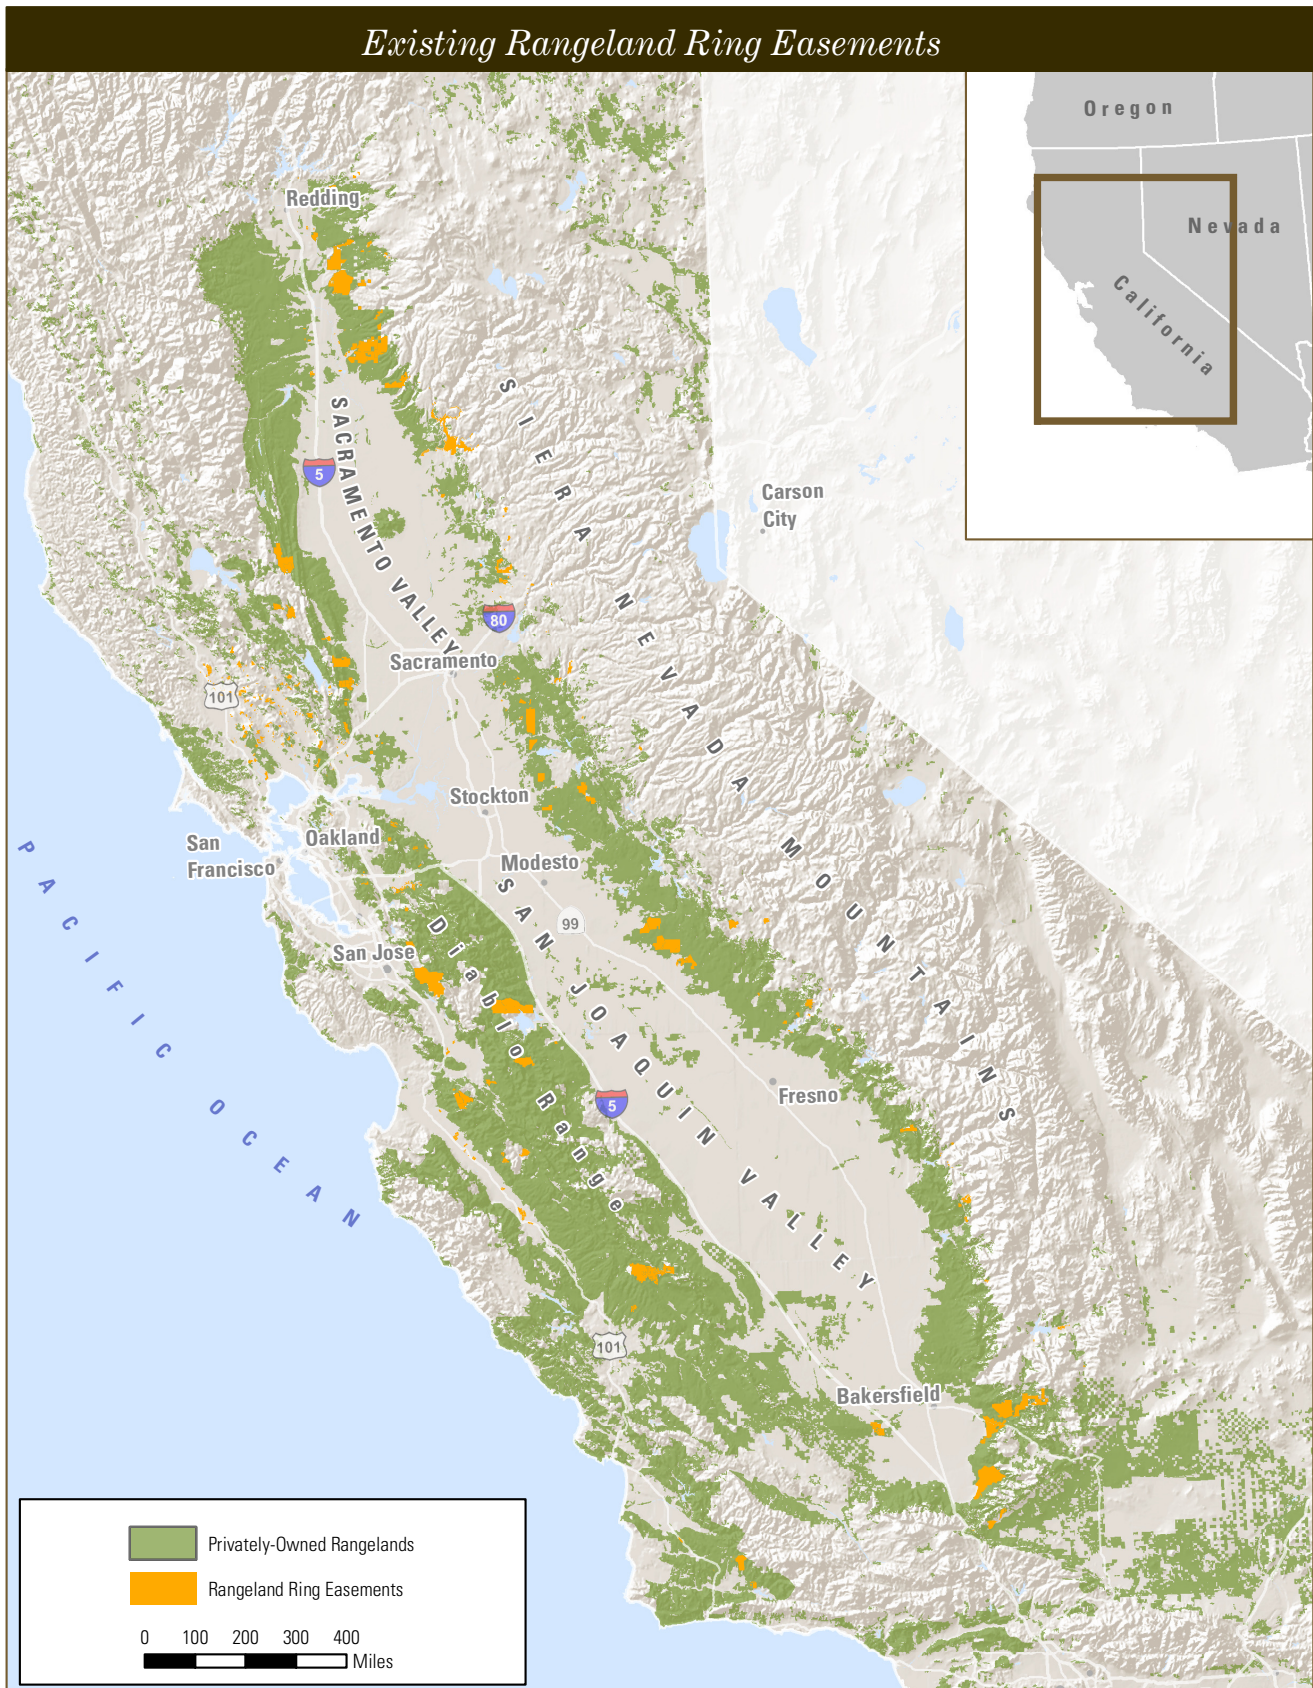 Existing Rangeland Ring Easements
Oregon
Nevada
California
Redding
SIERRA NEVADA MOUNTAINS
SACRAMENTO VALLEY
5
Carson
City
80
Sacramento
101
Stockton
Oakland
San
Francisco
Modesto
99
San Jose
Diablo Range
SAN JOAQUIN VALLEY
PACIFIC OCEAN
5
Fresno
101
Bakersfield
Privately-Owned Rangelands
Rangeland Ring Easements
0 100 200 300 400
Miles